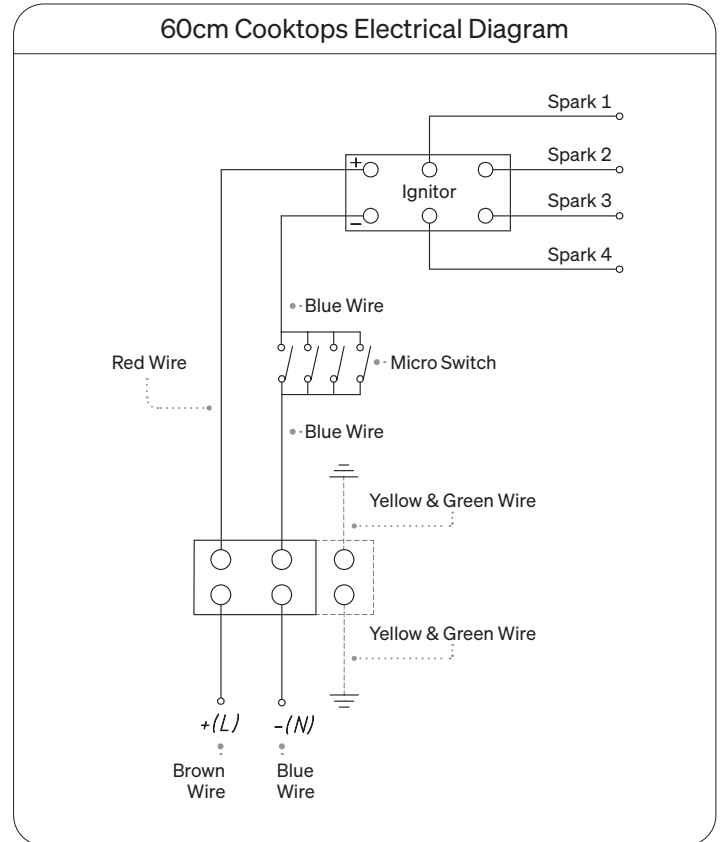 60cm Cooktops Electrical Diagram
Spark 1
Spark 2
+
Ignitor
Spark 3
−
Spark 4
Blue Wire
Red Wire
Micro Switch
Blue Wire
Yellow & Green Wire
Yellow & Green Wire
+(L)
-(N)
Brown
Wire
Blue
Wire